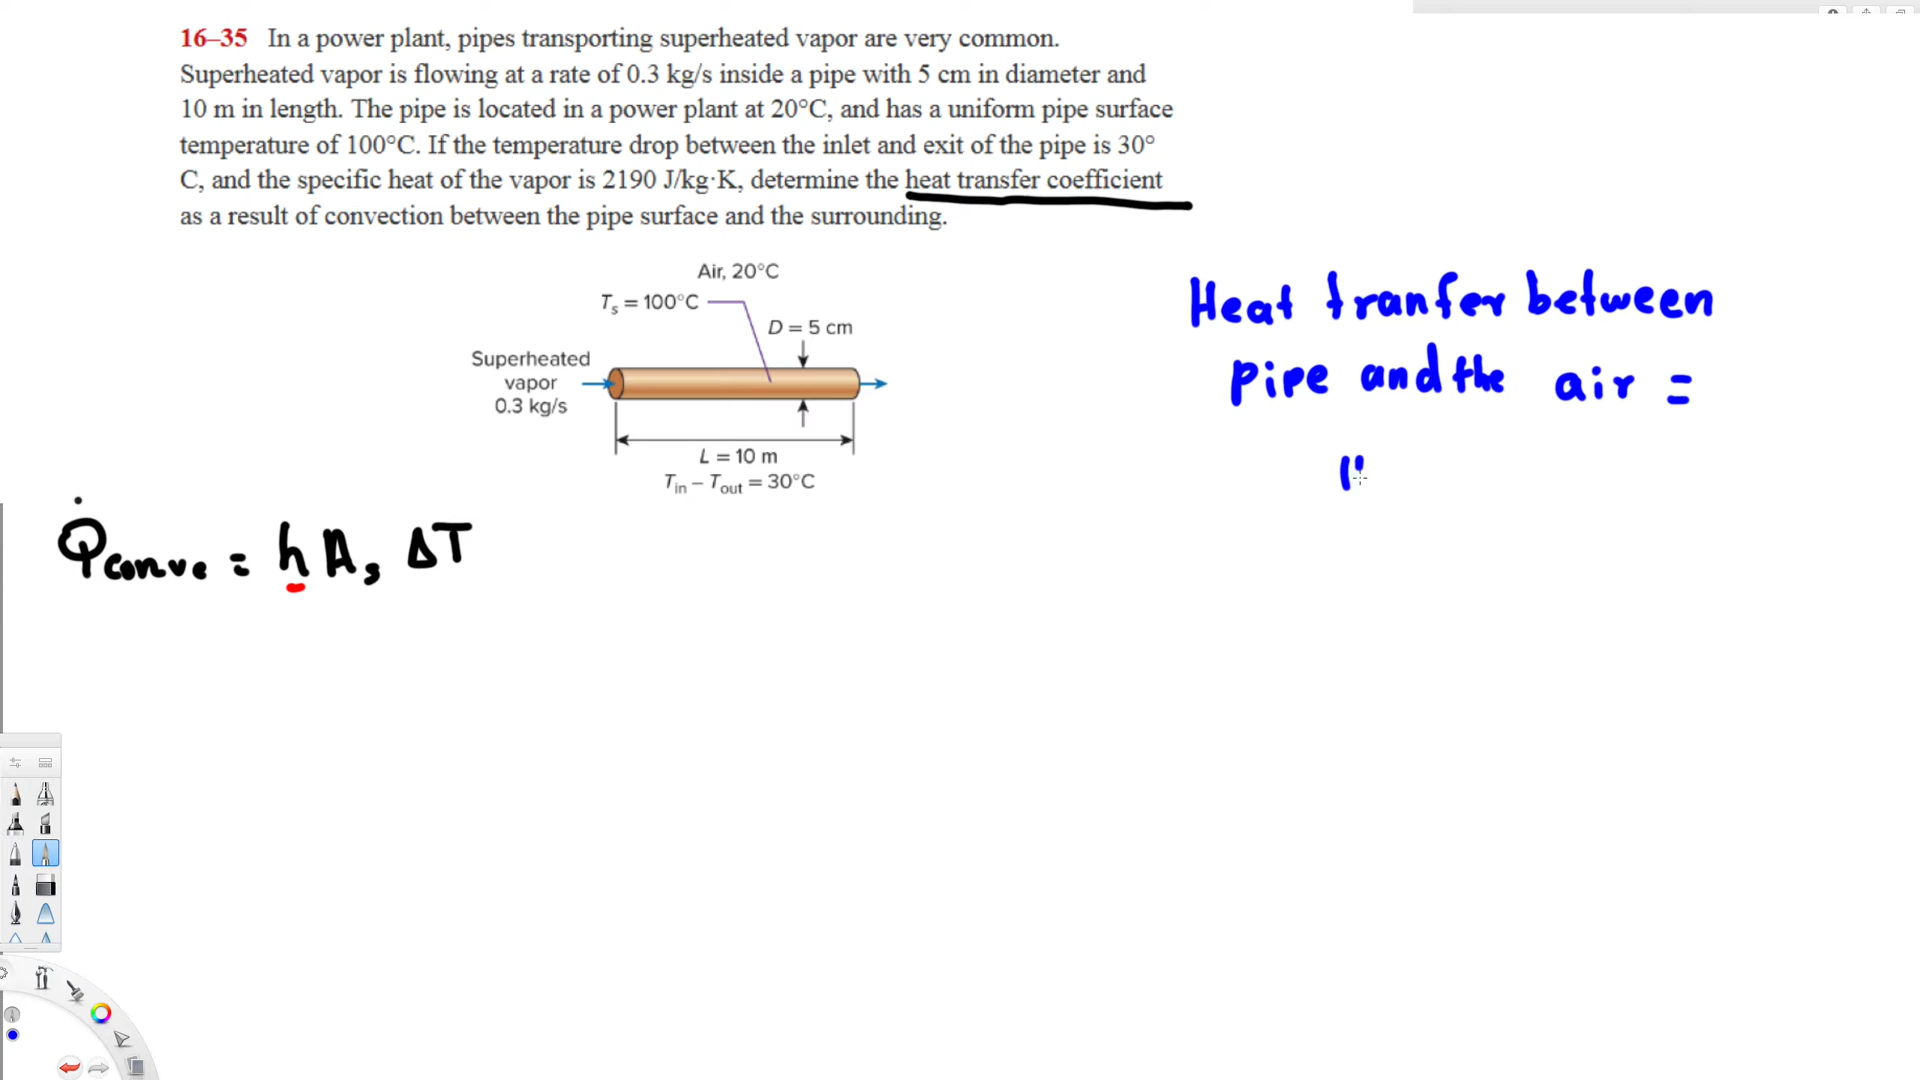 16–35 In a power plant, pipes transporting superheated vapor are very common.
Superheated vapor is flowing at a rate of 0.3 kg/s inside a pipe with 5 cm in diameter and
10 m in length. The pipe is located in a power plant at 20°C, and has a uniform pipe surface
temperature of 100°C. If the temperature drop between the inlet and exit of the pipe is 30°
C, and the specific heat of the vapor is 2190 J/kg·K, determine the heat transfer coefficient
as a result of convection between the pipe surface and the surrounding.
Air, 20°C
Ts = 100°C
D = 5 cm
Superheated
vapor
0.3 kg/s
L = 10 m
Tin – Tout = 30°C
Heat tranfer between
pipe and the air =
Q̇conve = h As ΔT